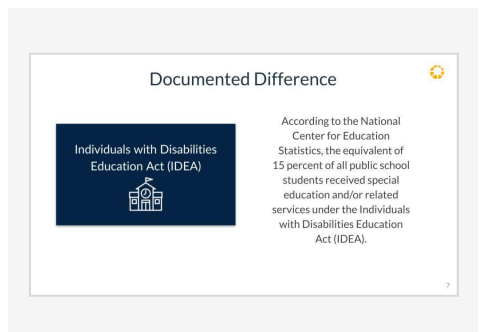 Documented Difference
Individuals with Disabilities
Education Act (IDEA)
According to the National
Center for Education
Statistics, the equivalent of
15 percent of all public school
students received special
education and/or related
services under the Individuals
with Disabilities Education
Act (IDEA).
7